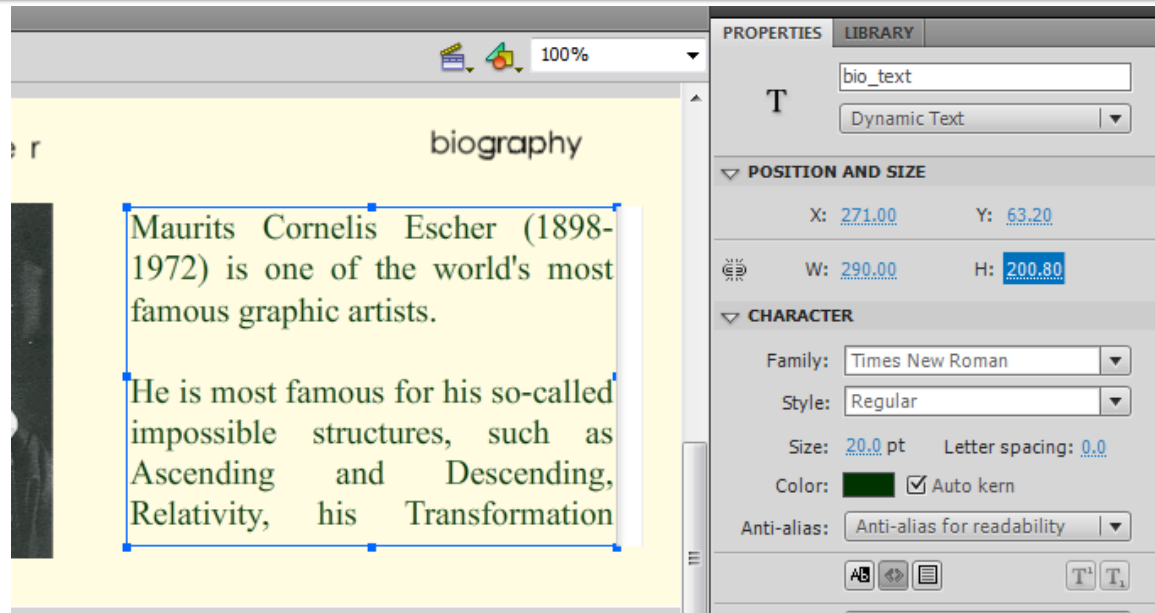 PROPERTIES LIBRARY
100%
bio_text
T
Dynamic Text
e r
biography
POSITION AND SIZE
X: 271.00 Y: 63.20
W: 290.00 H: 200.80
CHARACTER
Family: Times New Roman
Style: Regular
Size: 20.0 pt Letter spacing: 0.0
Color: Auto kern
Anti-alias: Anti-alias for readability
AB T¹ T₁
Maurits Cornelis Escher (1898-
1972) is one of the world's most
famous graphic artists.
He is most famous for his so-called
impossible structures, such as
Ascending and Descending,
Relativity, his Transformation